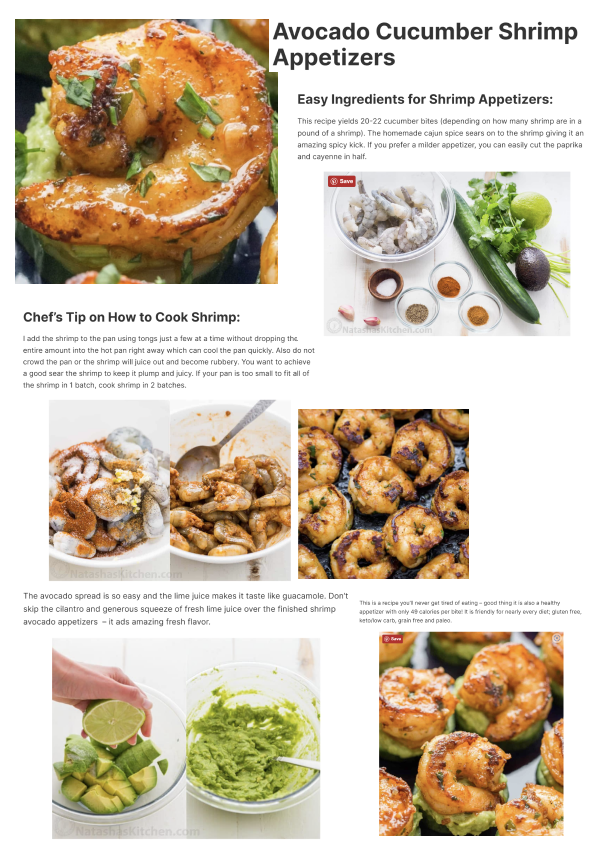 Avocado Cucumber Shrimp
Appetizers
Easy Ingredients for Shrimp Appetizers:
This recipe yields 20-22 cucumber bites (depending on how many shrimp are in a
pound of a shrimp). The homemade cajun spice sears on to the shrimp giving it an
amazing spicy kick. If you prefer a milder appetizer, you can easily cut the paprika
and cayenne in half.
Save
NatashasKitchen.com
Chef's Tip on How to Cook Shrimp:
I add the shrimp to the pan using tongs just a few at a time without dropping the
entire amount into the hot pan right away which can cool the pan quickly. Also do not
crowd the pan or the shrimp will juice out and become rubbery. You want to achieve
a good sear the shrimp to keep it plump and juicy. If your pan is too small to fit all of
the shrimp in 1 batch, cook shrimp in 2 batches.
NatashasKitchen.com
The avocado spread is so easy and the lime juice makes it taste like guacamole. Don't
skip the cilantro and generous squeeze of fresh lime juice over the finished shrimp
avocado appetizers – it ads amazing fresh flavor.
This is a recipe you'll never get tired of eating – good thing it is also a healthy
appetizer with only 49 calories per bite! It is friendly for nearly every diet; gluten free,
keto/low carb, grain free and paleo.
Save
NatashasKitchen.com